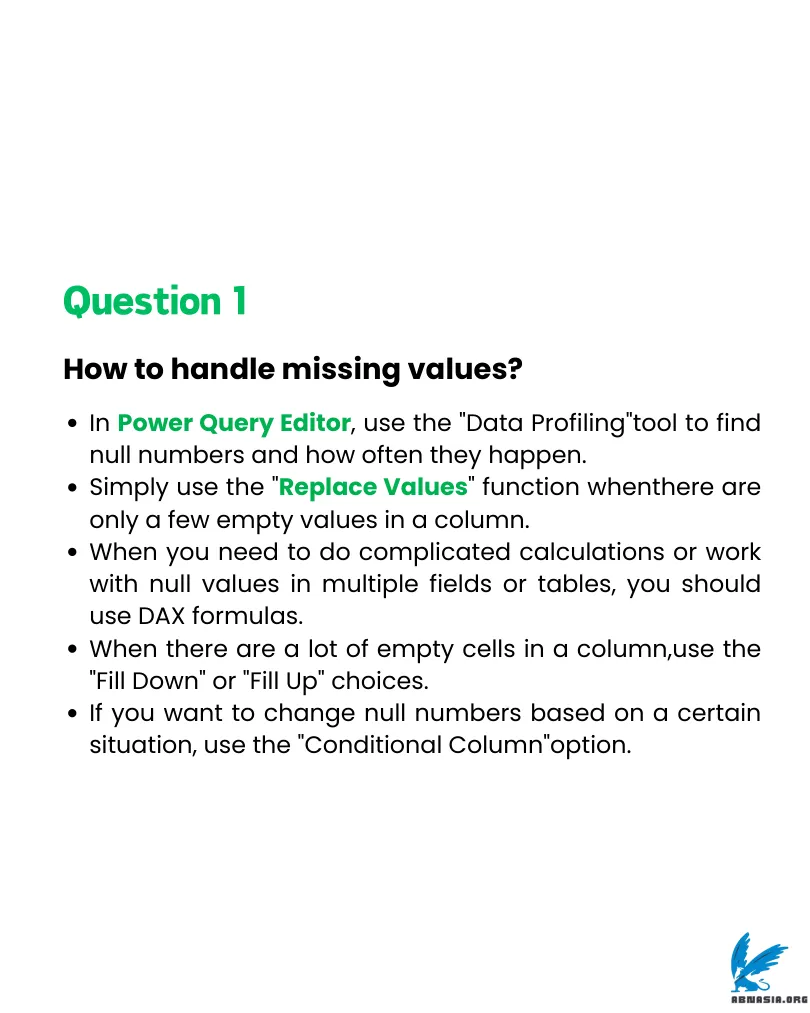 Question 1
How to handle missing values?
• In Power Query Editor, use the "Data Profiling"tool to find
null numbers and how often they happen.
• Simply use the "Replace Values" function whenthere are
only a few empty values in a column.
• When you need to do complicated calculations or work
with null values in multiple fields or tables, you should
use DAX formulas.
• When there are a lot of empty cells in a column,use the
"Fill Down" or "Fill Up" choices.
• If you want to change null numbers based on a certain
situation, use the "Conditional Column"option.
ABNASIA.ORG